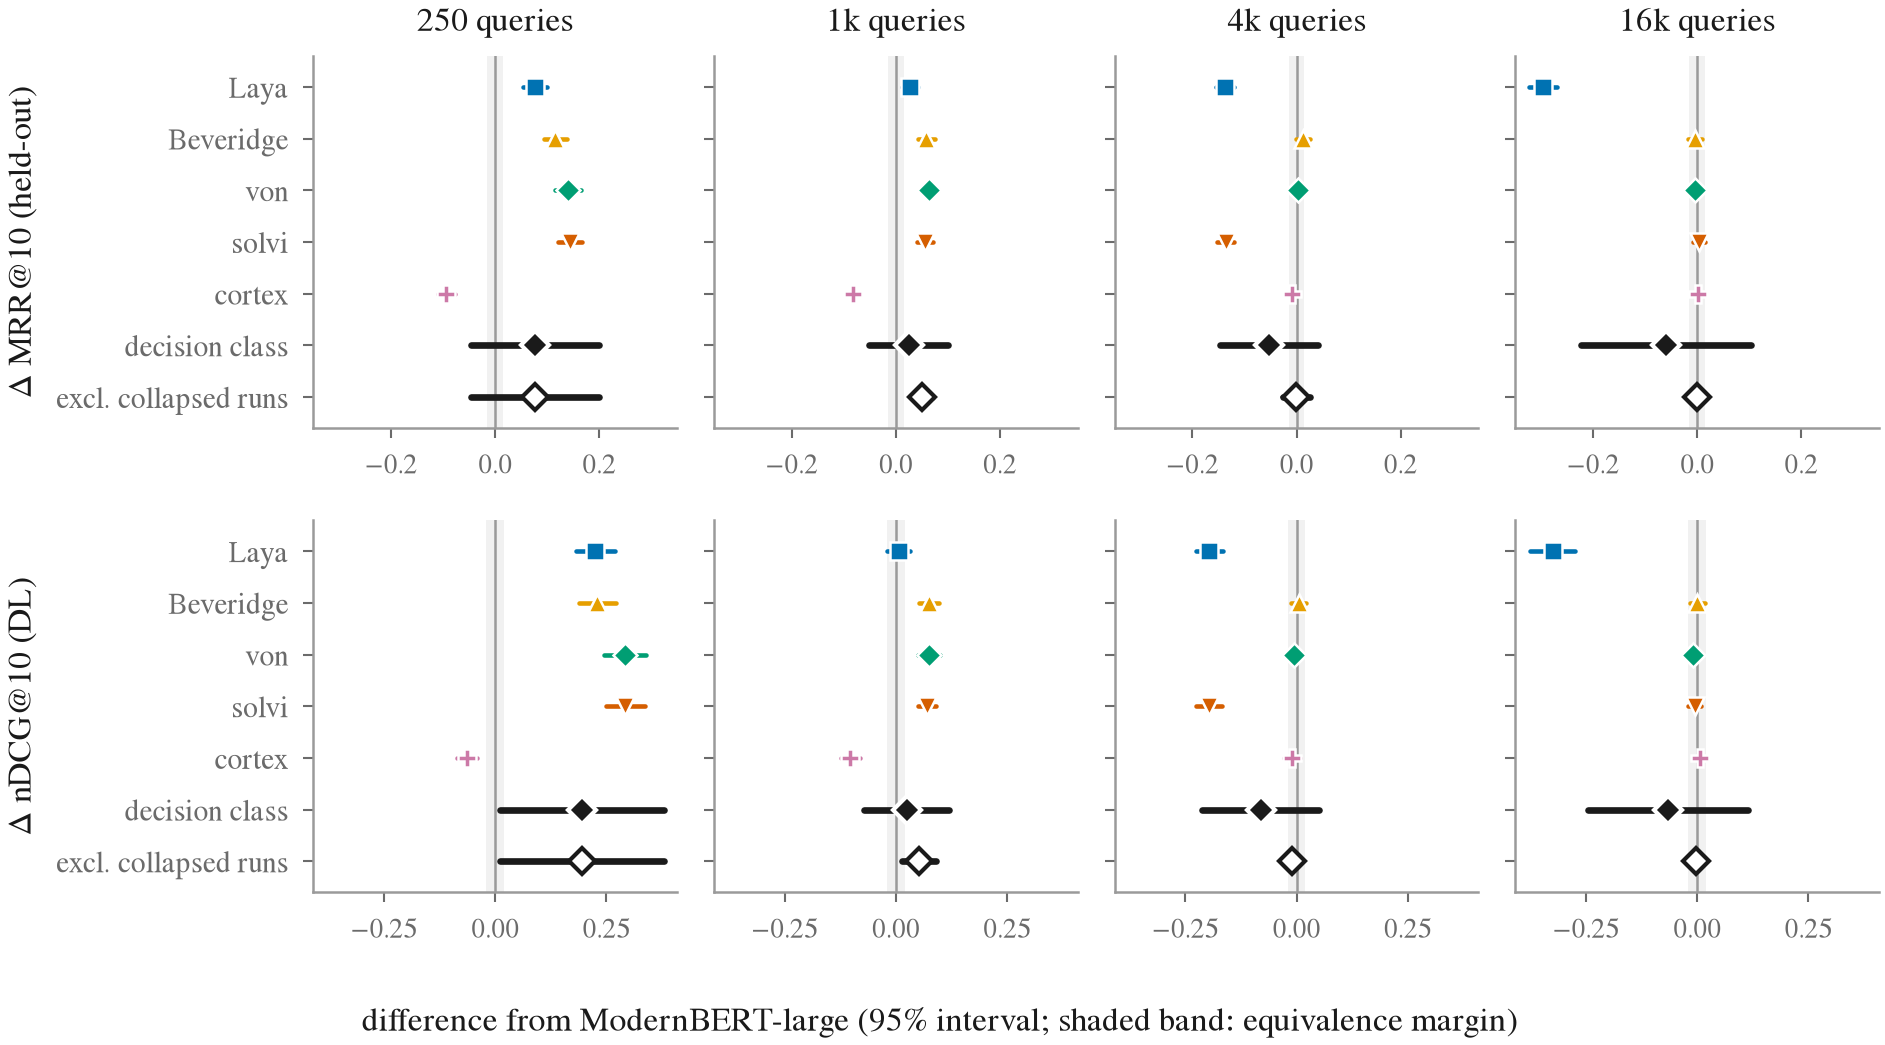 250 queries
1k queries
4k queries
16k queries
Δ MRR@10 (held-out)
Laya
Beveridge
von
solvi
cortex
decision class
excl. collapsed runs
−0.2 0.0 0.2
−0.2 0.0 0.2
−0.2 0.0 0.2
−0.2 0.0 0.2
Δ nDCG@10 (DL)
Laya
Beveridge
von
solvi
cortex
decision class
excl. collapsed runs
−0.25 0.00 0.25
−0.25 0.00 0.25
−0.25 0.00 0.25
−0.25 0.00 0.25
difference from ModernBERT-large (95% interval; shaded band: equivalence margin)